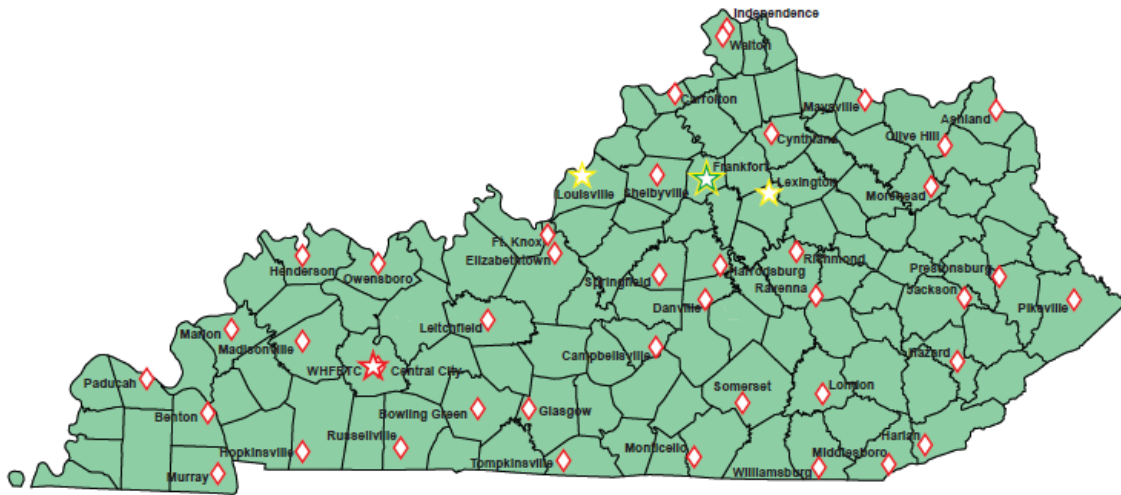 Independence
Walton
Carrolton
Maysville
Ashland
Olive Hill
Cynthiana
Frankfort
Lexington
Louisville
Shelbyville
Morehead
Ft. Knox
Elizabethtown
Henderson
Owensboro
Springfield
Harrodsburg
Richmond
Ravenna
Prestonsburg
Jackson
Pikeville
Danville
Leitchfield
Marion
Madisonville
Campbellsville
Hazard
WHFBTC
Central City
Paducah
Somerset
London
Benton
Bowling Green
Glasgow
Russellville
Hopkinsville
Monticello
Harlan
Middlesboro
Tompkinsville
Williamsburg
Murray